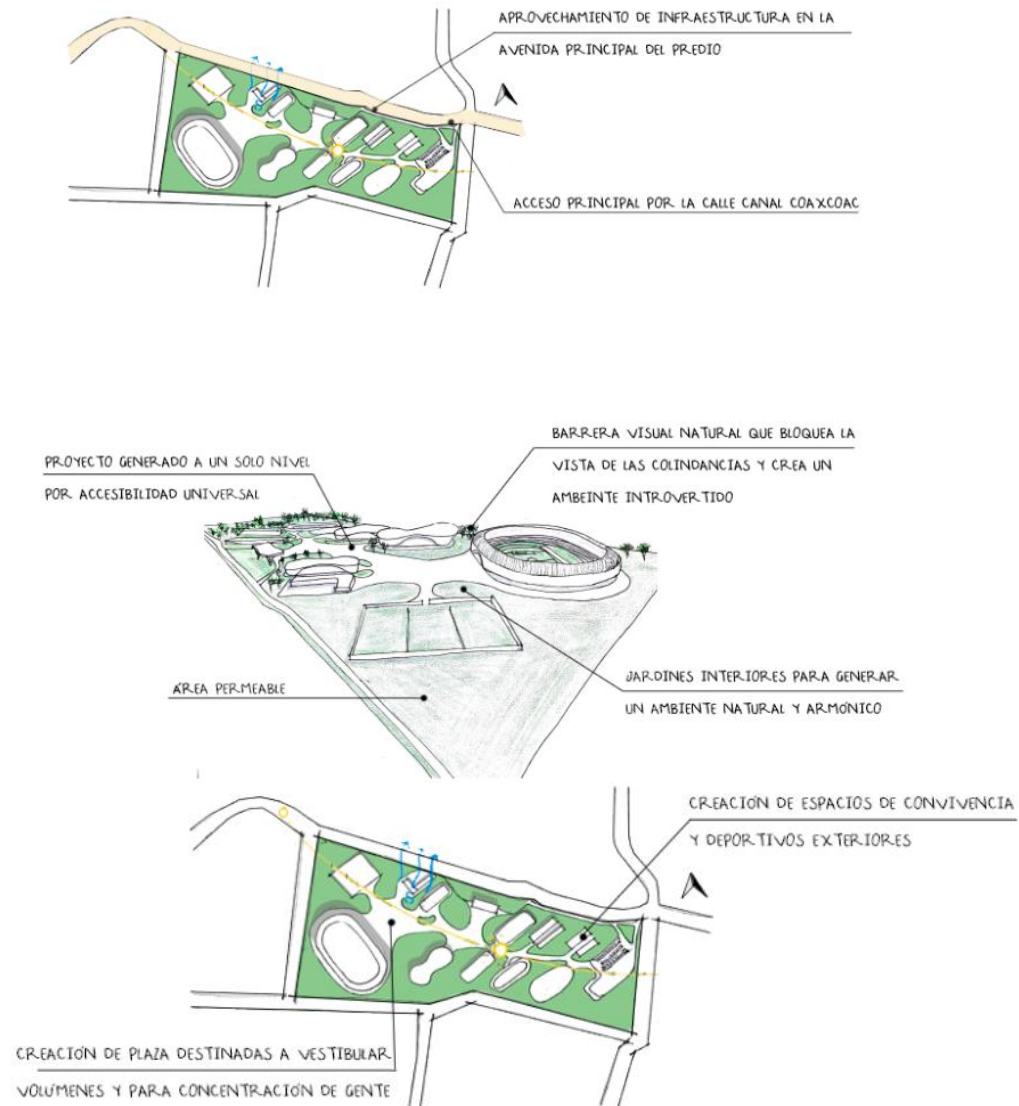 APROVECHAMIENTO DE INFRAESTRUCTURA EN LA
AVENIDA PRINCIPAL DEL PREDIO
ACCESO PRINCIPAL POR LA CALLE CANAL COAXCOAC
BARRERA VISUAL NATURAL QUE BLOQUEA LA
VISTA DE LAS COLINDANCIAS Y CREA UN
AMBEINTE INTROVERTIDO
PROYECTO GENERADO A UN SOLO NIVEL
POR ACCESIBILIDAD UNIVERSAL
ÁREA PERMEABLE
JARDINES INTERIORES PARA GENERAR
UN AMBIENTE NATURAL Y ARMÓNICO
CREACIÓN DE ESPACIOS DE CONVIVENCIA
Y DEPORTIVOS EXTERIORES
CREACIÓN DE PLAZA DESTINADAS A VESTIBULAR
VOLÚMENES Y PARA CONCENTRACIÓN DE GENTE